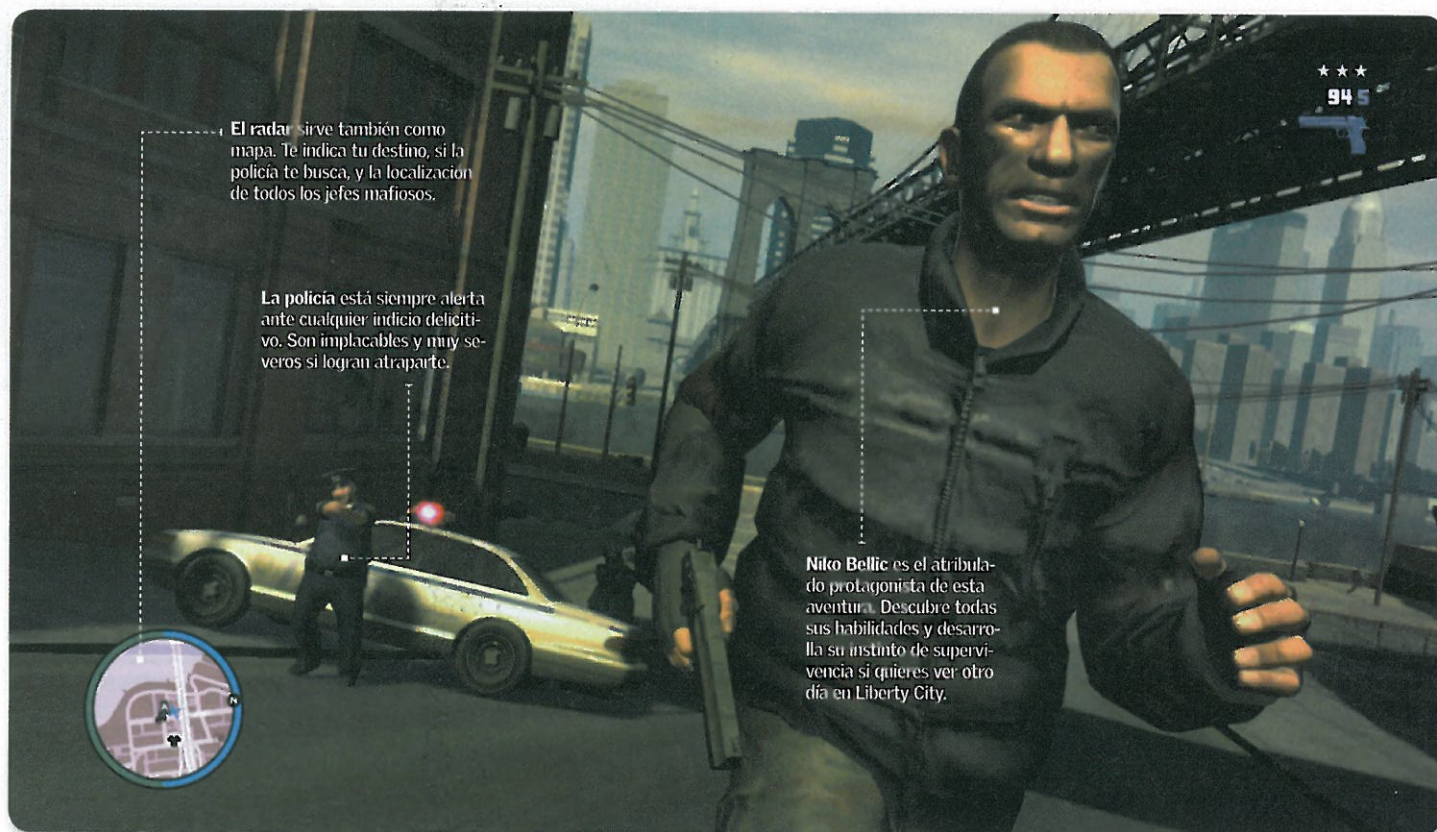 El radar sirve también como
mapa. Te indica tu destino, si la
policía te busca, y la localización
de todos los jefes mafiosos.
La policía está siempre alerta
ante cualquier indicio deliciti-
vo. Son implacables y muy se-
veros si logran atraparte.
Niko Bellic es el atribula-
do protagonista de esta
aventura. Descubre todas
sus habilidades y desarro-
lla su instinto de supervi-
vencia si quieres ver otro
día en Liberty City.
94 5
N